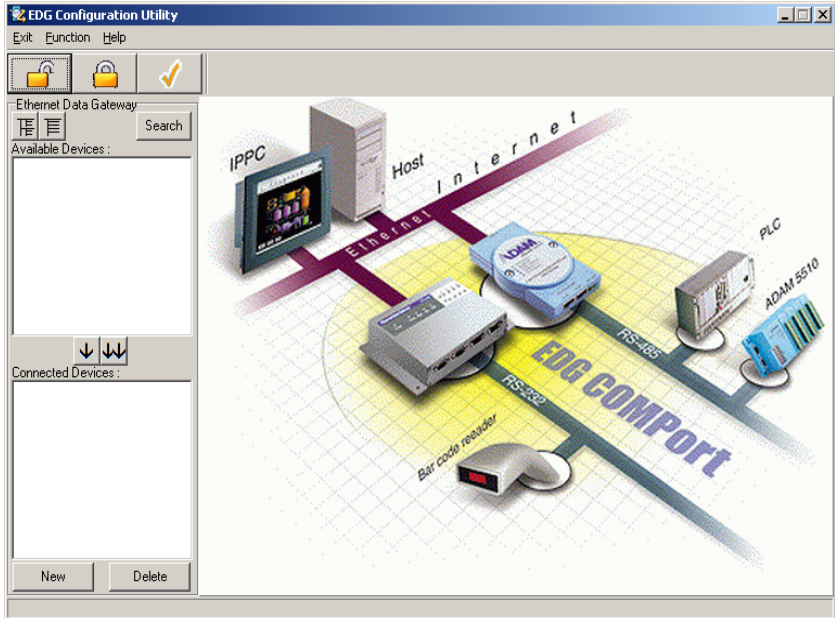 EDG Configuration Utility
Exit Function Help
Ethernet Data Gateway
Search
Available Devices :
Connected Devices :
New Delete
IPPC
Host
Internet
Ethernet
ADAM
PLC
ADAM 5510
RS-485
RS-232
EDG COMPort
Bar code reeader